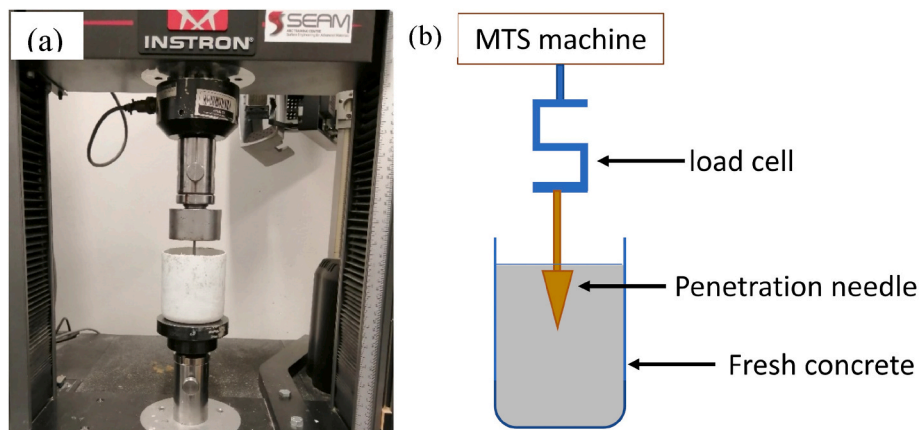 (a)
SEAM
INSTRON®
(b)
MTS machine
load cell
Penetration needle
Fresh concrete